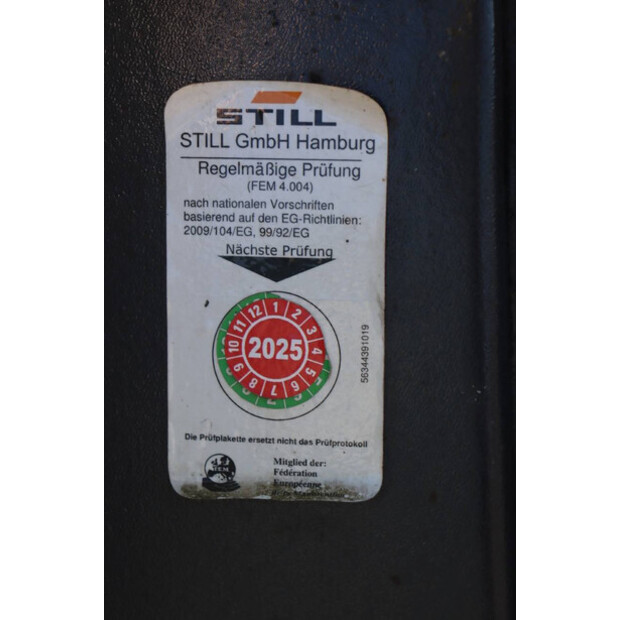 STILL
STILL GmbH Hamburg
Regelmäßige Prüfung
(FEM 4.004)
nach nationalen Vorschriften
basierend auf den EG-Richtlinien:
2009/104/EG, 99/92/EG
Nächste Prüfung
12 1 2 3 4 5 6 7 8 9 10 11
2025
56344391019
Die Prüfplakette ersetzt nicht das Prüfprotokoll
FEM
Mitglied der:
Fédération
Européenne